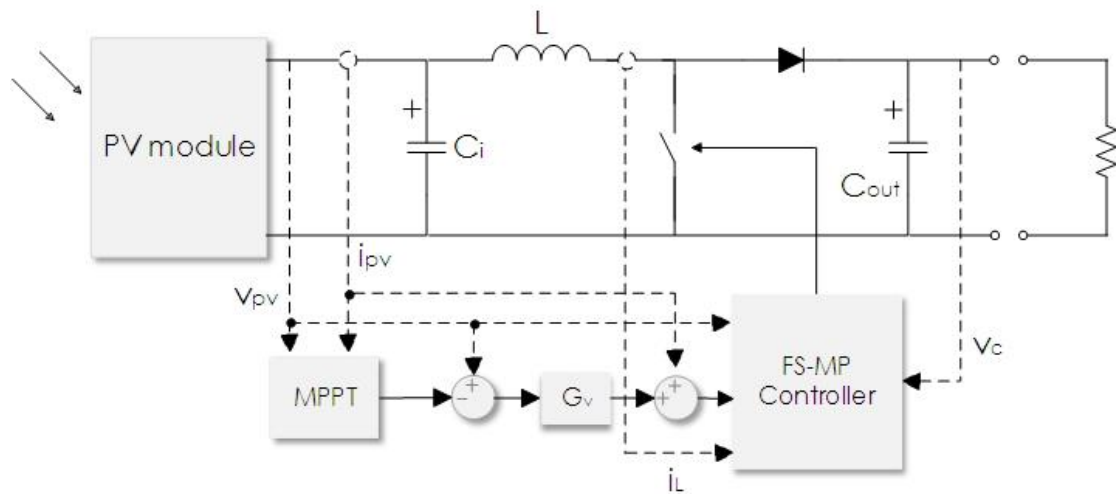 L
PV module
+
Ci
+
Cout
ipv
vpv
vc
MPPT
+
−
Gv
+
+
FS-MP
Controller
iL